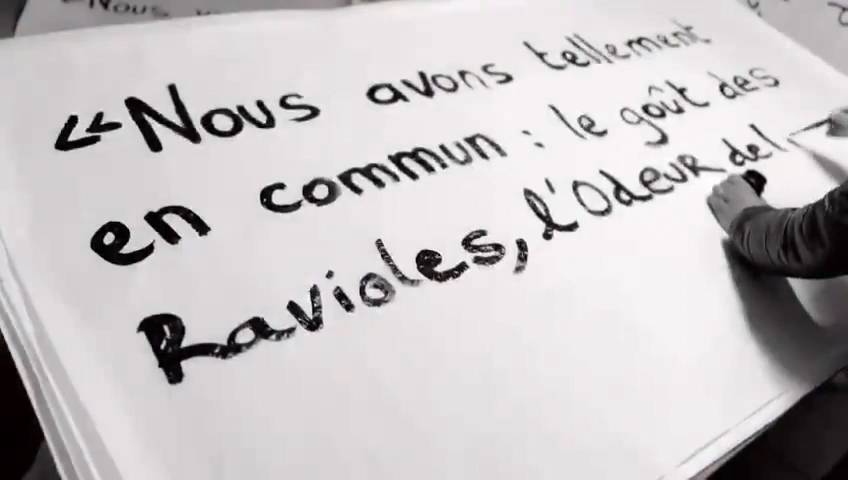 «Nous avons tellement
en commun : le goût des
Ravioles, l'Odeur de l